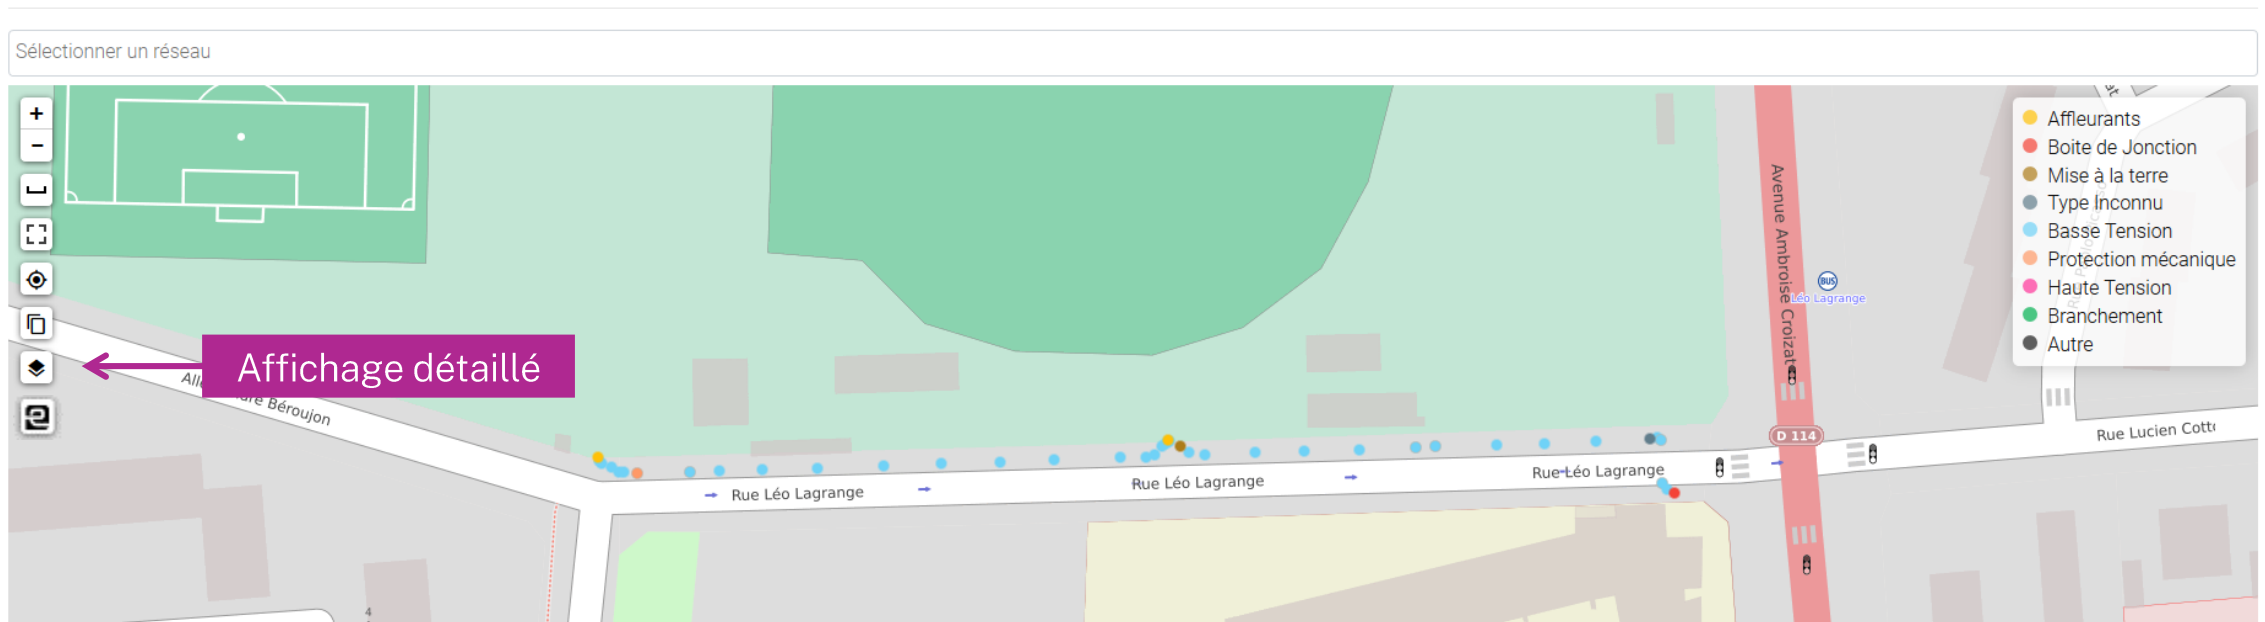 Sélectionner un réseau
+
−
Affleurants
Boite de Jonction
Mise à la terre
Type Inconnu
Basse Tension
Protection mécanique
Haute Tension
Branchement
Autre
Avenue Ambroise Croizat
BUS
Léo Lagrange
Affichage détaillé
Béroujon
D 114
Rue Lucien
Rue Léo Lagrange
Rue Léo Lagrange
Rue Léo Lagrange
4